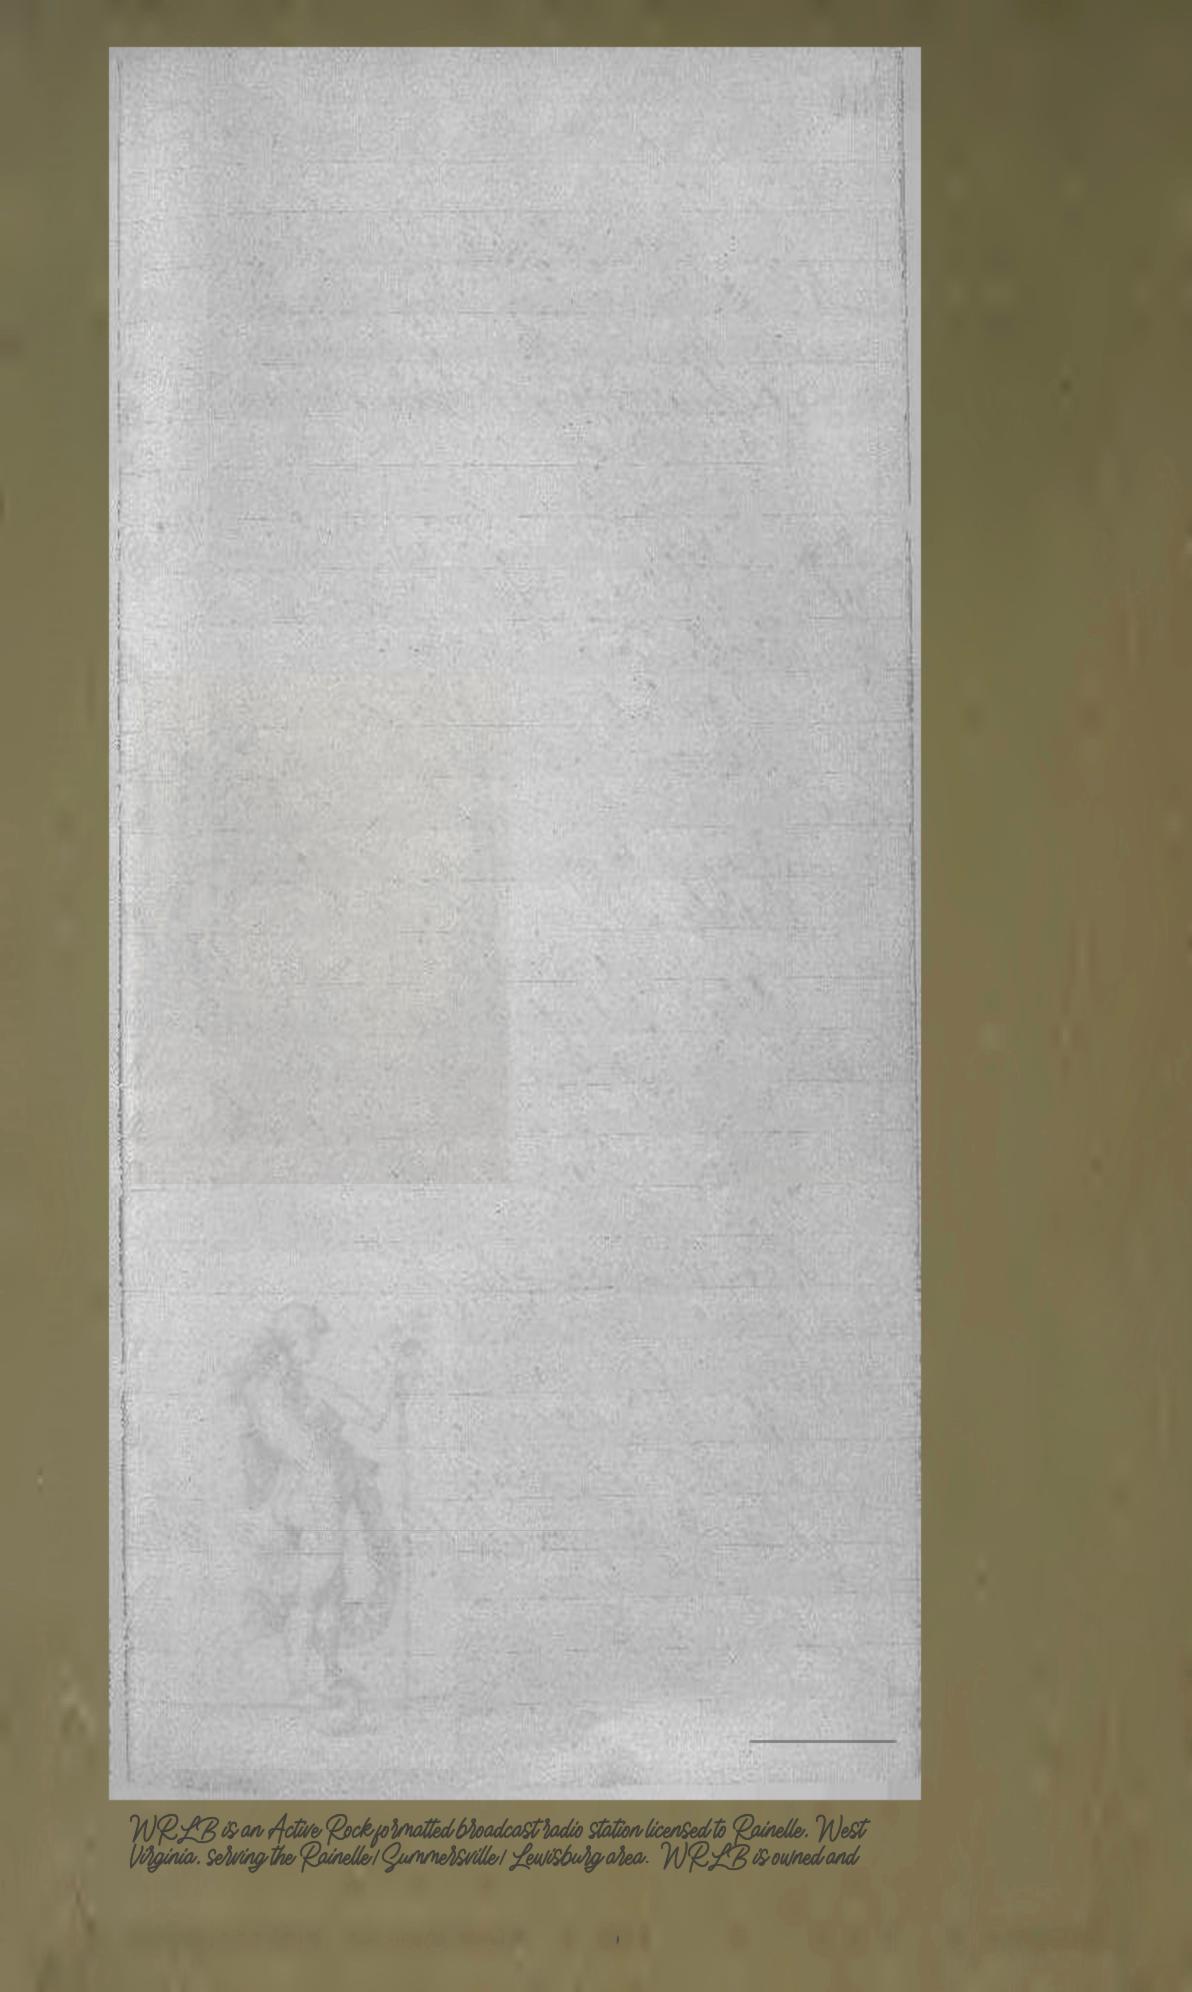 WRLB is an Active Rock formatted broadcast radio station licensed to Rainelle, West
Virginia, serving the Rainelle/Summersville/Lewisburg area. WRLB is owned and